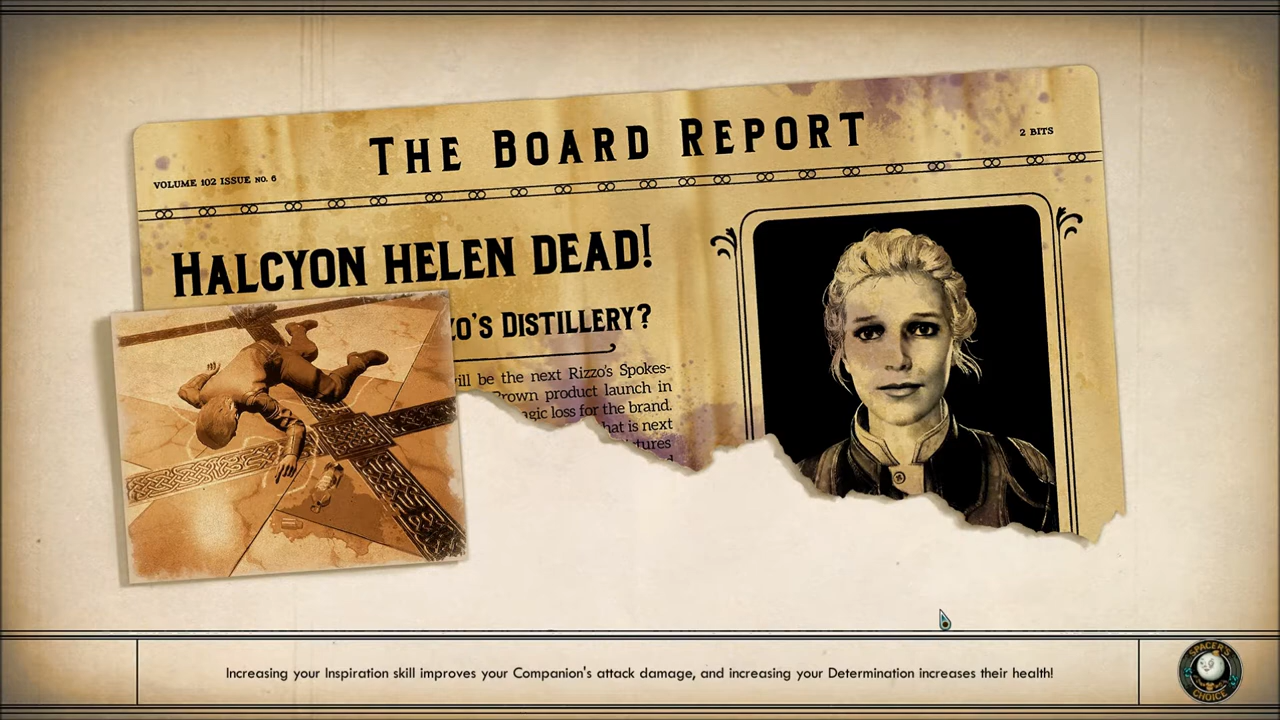 THE BOARD REPORT
2 BITS
VOLUME 102 ISSUE NO. 6
HALCYON HELEN DEAD!
ZO'S DISTILLERY?
will be the next Rizzo's Spokes-
Brown product launch in
agic loss for the brand.
hat is next
tures
Increasing your Inspiration skill improves your Companion's attack damage, and increasing your Determination increases their health!
SPACER'S
CHOICE